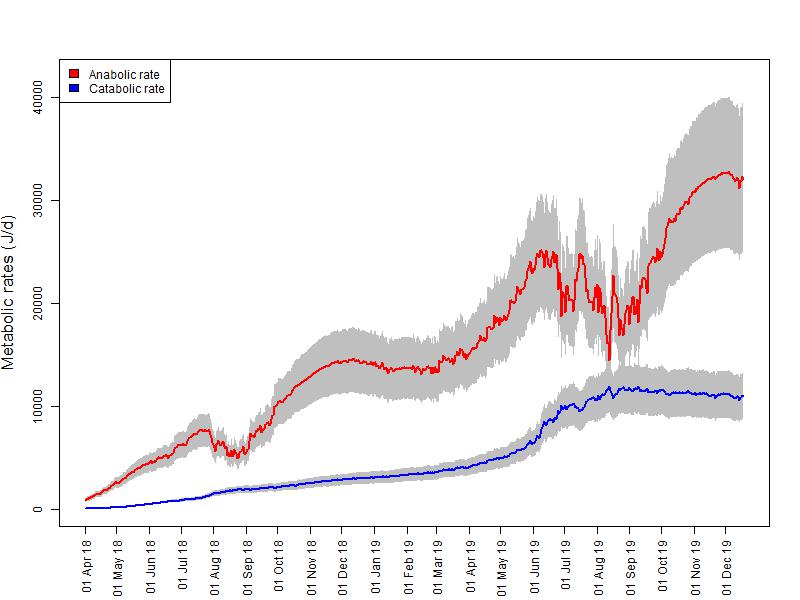 Anabolic rate
Catabolic rate
Metabolic rates (J/d)
40000
30000
20000
10000
0
01 Apr 18
01 May 18
01 Jun 18
01 Jul 18
01 Aug 18
01 Sep 18
01 Oct 18
01 Nov 18
01 Dec 18
01 Jan 19
01 Feb 19
01 Mar 19
01 Apr 19
01 May 19
01 Jun 19
01 Jul 19
01 Aug 19
01 Sep 19
01 Oct 19
01 Nov 19
01 Dec 19